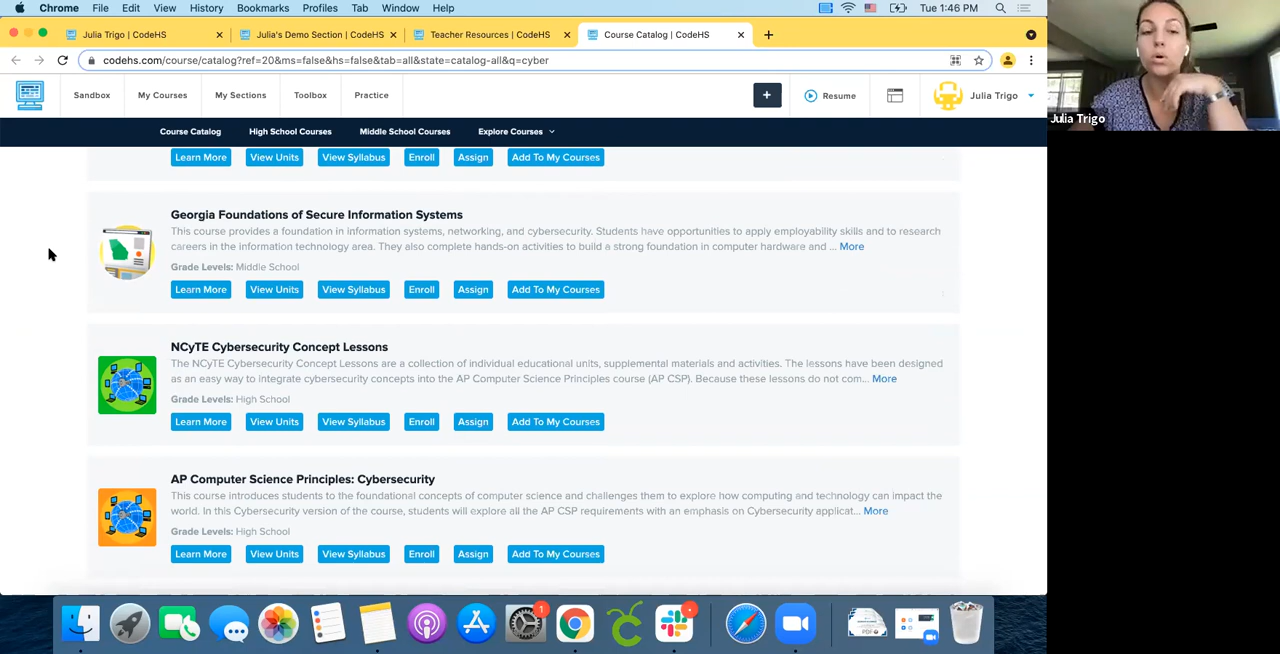 Chrome File Edit View History Bookmarks Profiles Tab Window Help Tue 1:46 PM
Julia Trigo | CodeHS Julia's Demo Section | CodeHS Teacher Resources | CodeHS Course Catalog | CodeHS
codehs.com/course/catalog?ref=20&ms=false&hs=false&tab=all&state=catalog-all&q=cyber
Sandbox My Courses My Sections Toolbox Practice + Resume Julia Trigo
Julia Trigo
Course Catalog High School Courses Middle School Courses Explore Courses
Learn More View Units View Syllabus Enroll Assign Add To My Courses
Georgia Foundations of Secure Information Systems
This course provides a foundation in information systems, networking, and cybersecurity. Students have opportunities to apply employability skills and to research
careers in the information technology area. They also complete hands-on activities to build a strong foundation in computer hardware and ... More
Grade Levels: Middle School
Learn More View Units View Syllabus Enroll Assign Add To My Courses
NCyTE Cybersecurity Concept Lessons
The NCyTE Cybersecurity Concept Lessons are a collection of individual educational units, supplemental materials and activities. The lessons have been designed
as an easy way to integrate cybersecurity concepts into the AP Computer Science Principles course (AP CSP). Because these lessons do not com... More
Grade Levels: High School
Learn More View Units View Syllabus Enroll Assign Add To My Courses
AP Computer Science Principles: Cybersecurity
This course introduces students to the foundational concepts of computer science and challenges them to explore how computing and technology can impact the
world. In this Cybersecurity version of the course, students will explore all the AP CSP requirements with an emphasis on Cybersecurity applicat... More
Grade Levels: High School
Learn More View Units View Syllabus Enroll Assign Add To My Courses
1
PDF